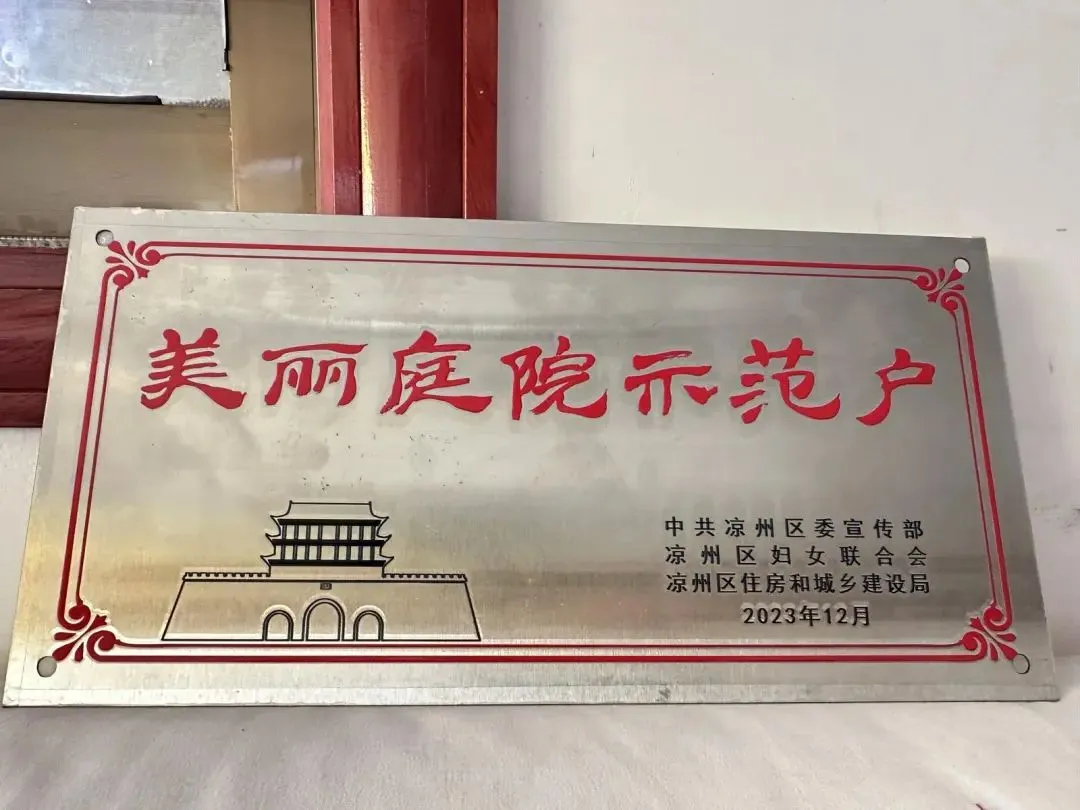 美丽庭院示范户
中共凉州区委宣传部
凉州区妇女联合会
凉州区住房和城乡建设局
2023年12月